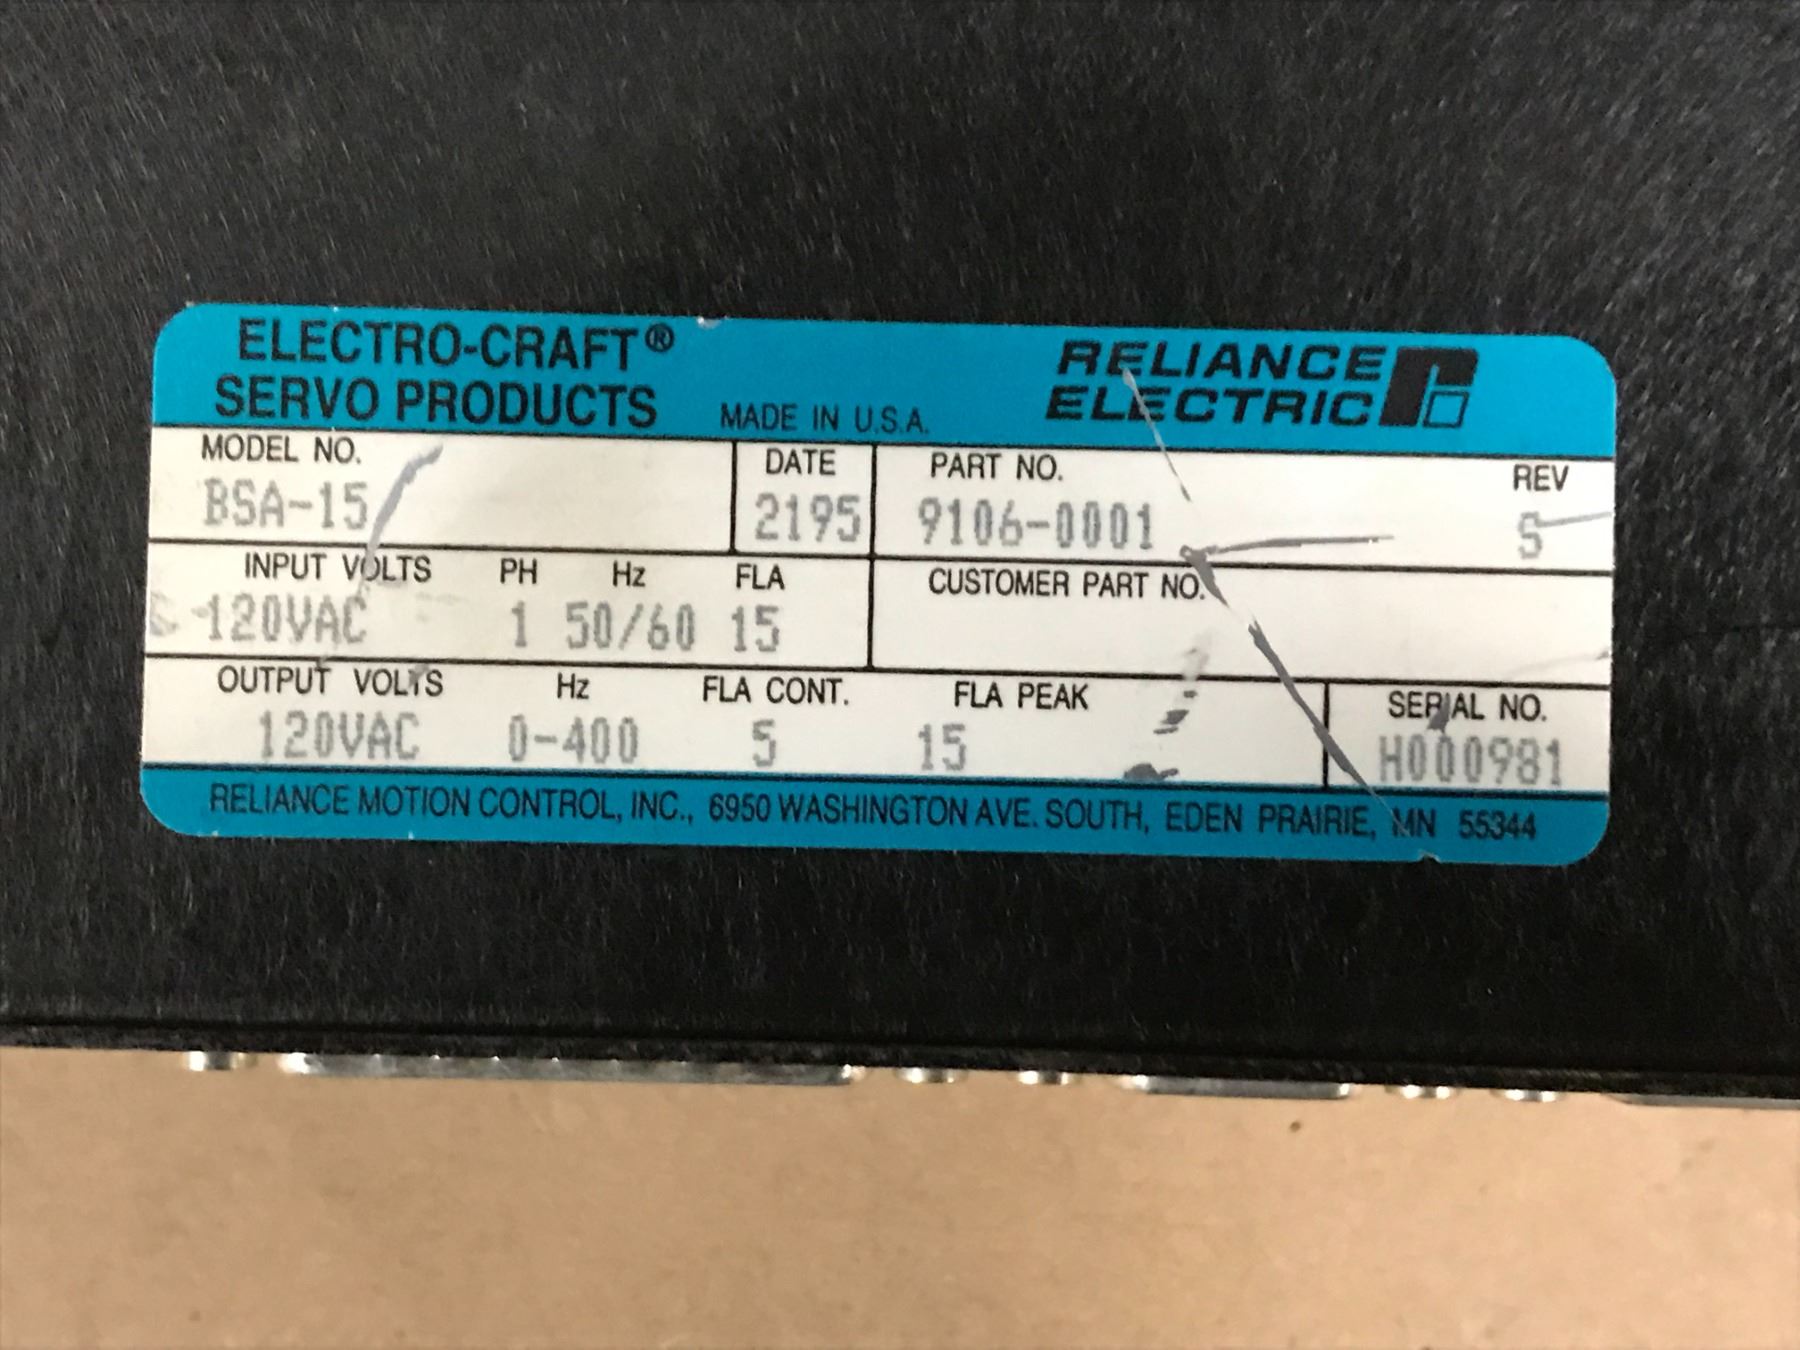 ELECTRO-CRAFT®
SERVO PRODUCTS
MADE IN U.S.A.
RELIANCE
ELECTRIC
MODEL NO. DATE PART NO. REV
BSA-15 2195 9106-0001 S
INPUT VOLTS PH Hz FLA CUSTOMER PART NO.
120VAC 1 50/60 15
OUTPUT VOLTS Hz FLA CONT. FLA PEAK SERIAL NO.
120VAC 0-400 5 15 H000981
RELIANCE MOTION CONTROL, INC., 6950 WASHINGTON AVE. SOUTH, EDEN PRAIRIE, MN 55344